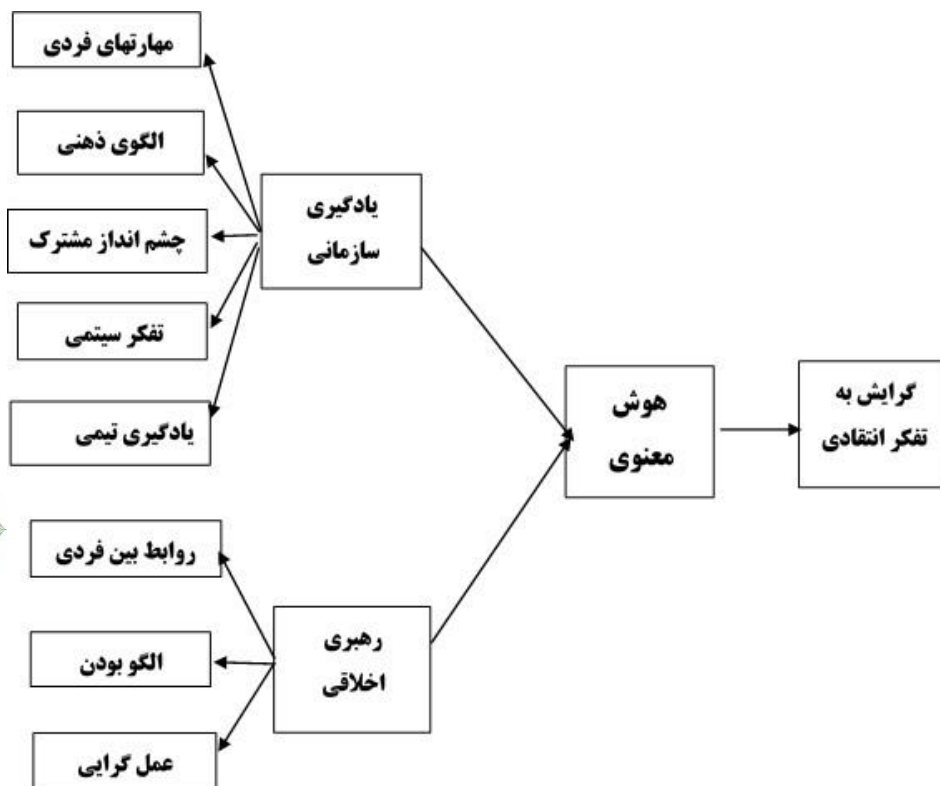 مهارتهای فردی
الگوی ذهنی
چشم انداز مشترک
تفکر سیتمی
یادگیری تیمی
یادگیری
سازمانی
روابط بین فردی
الگو بودن
عمل گرایی
رهبری
اخلاقی
هوش
معنوی
گرایش به
تفکر انتقادی